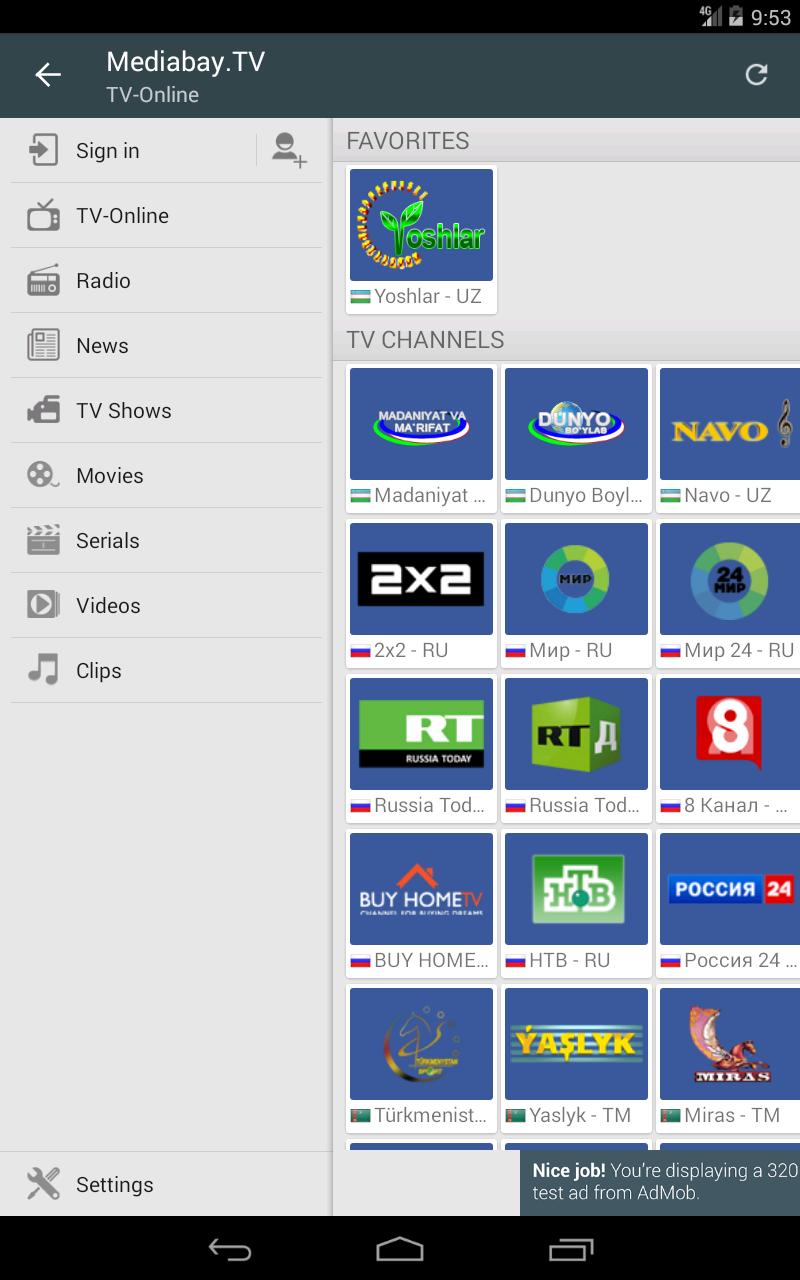 4G 9:53
Mediabay.TV
TV-Online
Sign in
TV-Online
Radio
News
TV Shows
Movies
Serials
Videos
Clips
Settings
FAVORITES
Yoshlar
Yoshlar - UZ
TV CHANNELS
MADANIYAT VA
MA'RIFAT
DUNYO
BO'YLAB
NAVO
Madaniyat ...
Dunyo Boyl...
Navo - UZ
2X2
МИР
24
МИР
2x2 - RU
Мир - RU
Мир 24 - RU
RT
RUSSIA TODAY
RT Д
8
Russia Tod...
Russia Tod...
8 Канал - ...
BUY HOMETV
CHANNEL FOR BUYING DREAMS
НТВ
РОССИЯ 24
BUY HOME...
НТВ - RU
Россия 24 ...
TÜRKMENISTAN
SPORT
ÝAŞLYK
MIRAS
Türkmenist...
Yaslyk - TM
Miras - TM
Nice job! You're displaying a 320
test ad from AdMob.